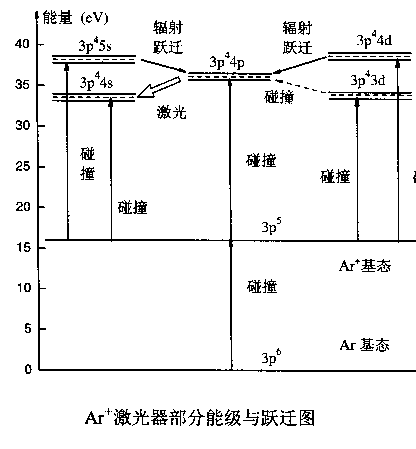 能量 (eV)
40
35
30
25
20
15
10
5
0
3p⁴5s
辐射
跃迁
3p⁴4p
辐射
跃迁
3p⁴4d
3p⁴4s
激光
碰撞
3p⁴3d
碰撞
碰撞
碰撞
碰撞
3p⁵
Ar⁺基态
碰撞
Ar 基态
3p⁶
Ar⁺激光器部分能级与跃迁图